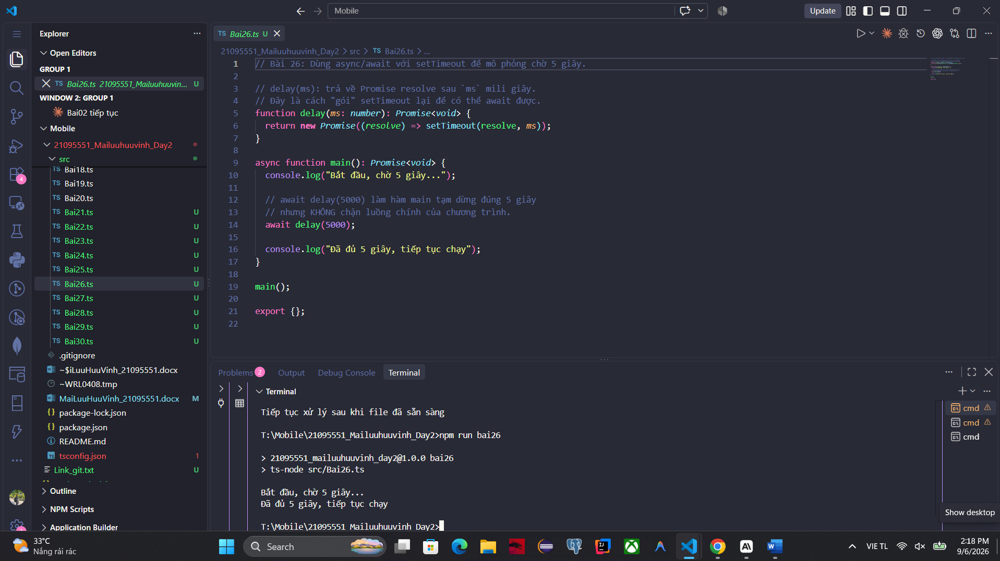 Mobile
Update
Explorer
Open Editors
GROUP 1
TS Bai26.ts 21095551_Mailuuhuuvin... U
WINDOW 2: GROUP 1
Bai02 tiếp tục
Mobile
21095551_Mailuuhuuvinh_Day2
src
TS Bai18.ts
TS Bai19.ts
TS Bai20.ts
TS Bai21.ts U
TS Bai22.ts U
TS Bai23.ts U
TS Bai24.ts U
TS Bai25.ts U
TS Bai26.ts U
TS Bai27.ts U
TS Bai28.ts U
TS Bai29.ts U
TS Bai30.ts U
.gitignore
~$iLuuHuuVinh_21095551.docx
~WRL0408.tmp
MaiLuuHuuVinh_21095551.docx M
{} package-lock.json
{} package.json
README.md
TS tsconfig.json 1
Link_git.txt U
Outline
NPM Scripts
Application Builder
4
TS Bai26.ts U
21095551_Mailuuhuuvinh_Day2 > src > TS Bai26.ts > ...
1 // Bài 26: Dùng async/await với setTimeout để mô phỏng chờ 5 giây.
2
3 // delay(ms): trả về Promise resolve sau `ms` mili giây.
4 // Đây là cách "gói" setTimeout lại để có thể await được.
5 function delay(ms: number): Promise<void> {
6 return new Promise((resolve) => setTimeout(resolve, ms));
7 }
8
9 async function main(): Promise<void> {
10 console.log("Bắt đầu, chờ 5 giây...");
11
12 // await delay(5000) làm hàm main tạm dừng đúng 5 giây
13 // nhưng KHÔNG chặn luồng chính của chương trình.
14 await delay(5000);
15
16 console.log("Đã đủ 5 giây, tiếp tục chạy");
17 }
18
19 main();
20
21 export {};
22
Problems 2 Output Debug Console Terminal
Terminal
Tiếp tục xử lý sau khi file đã sẵn sàng
T:\Mobile\21095551_Mailuuhuuvinh_Day2>npm run bai26
> 21095551_mailuuhuuvinh_day2@1.0.0 bai26
> ts-node src/Bai26.ts
Bắt đầu, chờ 5 giây...
Đã đủ 5 giây, tiếp tục chạy
T:\Mobile\21095551_Mailuuhuuvinh_Day2>
cmd
cmd
cmd
Show desktop
33°C
Nắng rải rác
Search
VIE TL
2:18 PM
9/6/2026